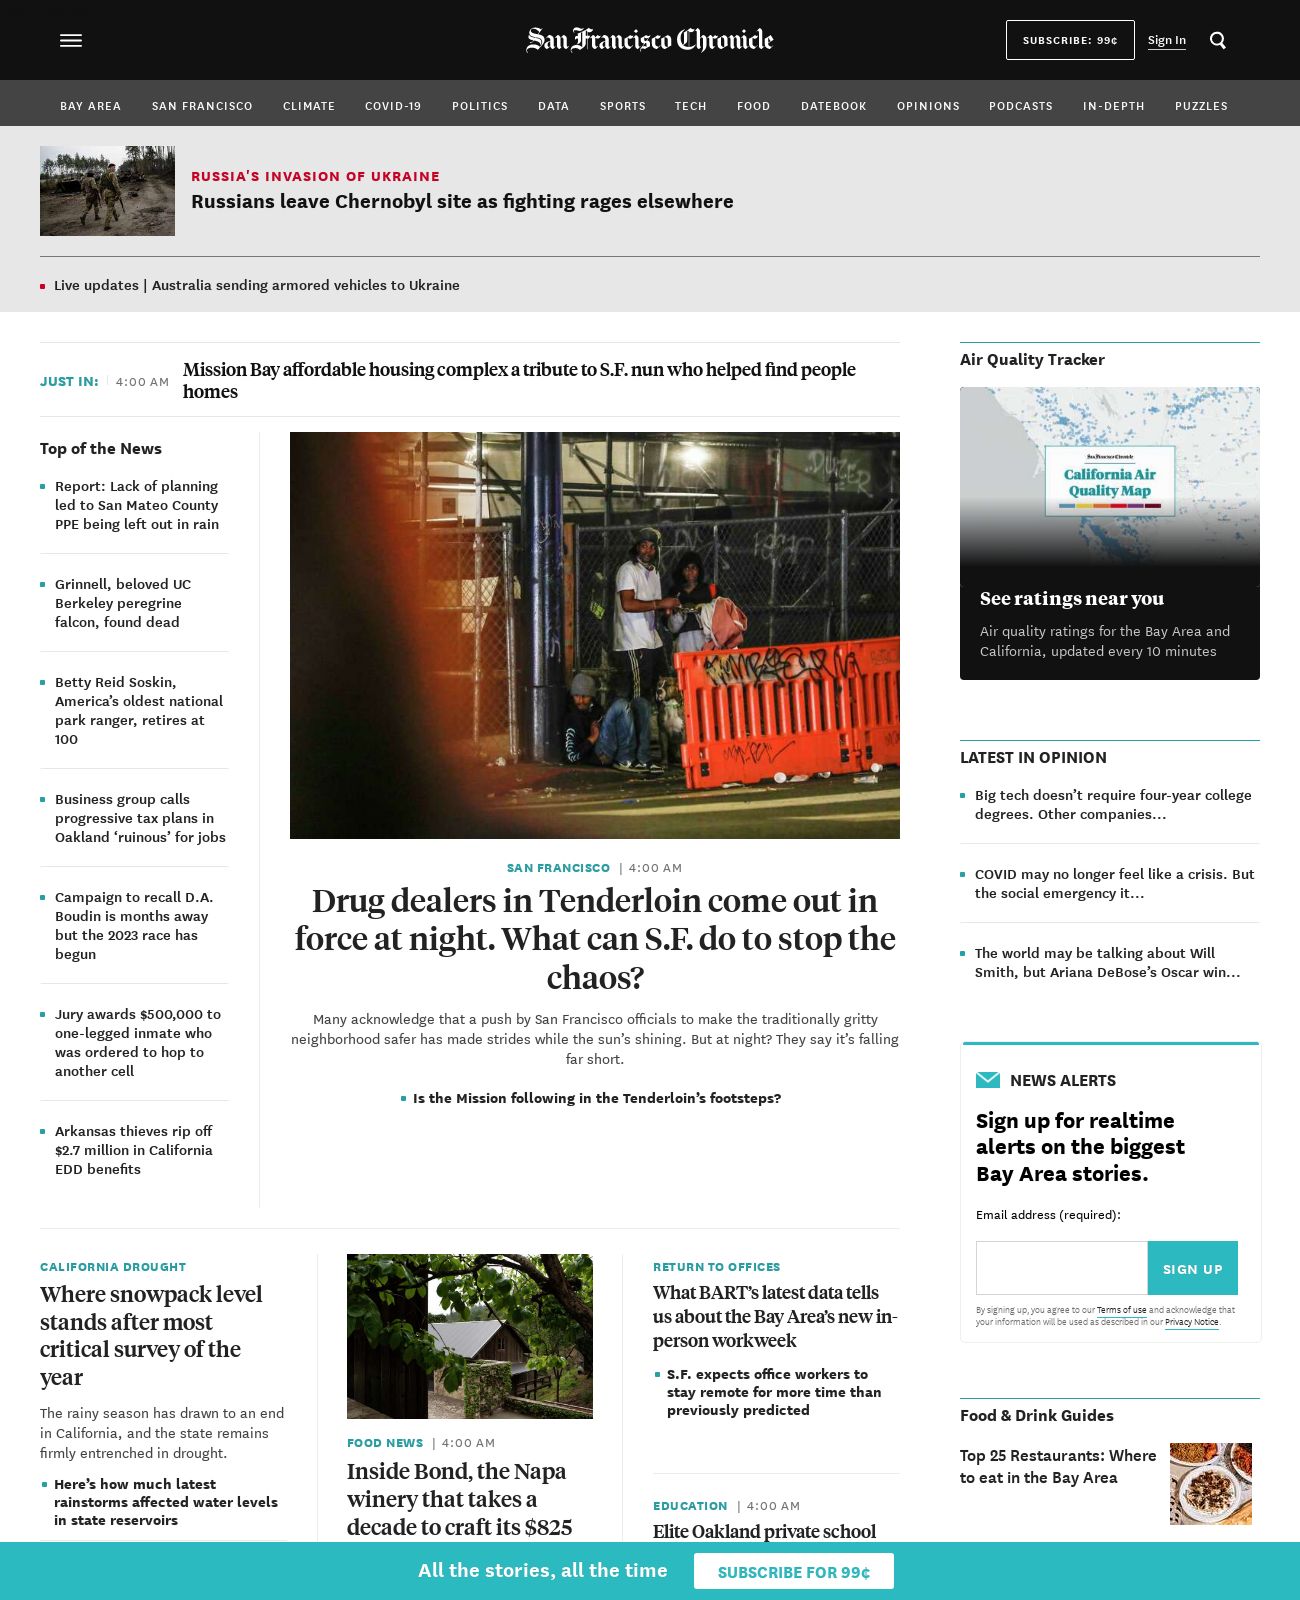 San Francisco Chronicle
SUBSCRIBE: 99¢
Sign In
BAY AREA
SAN FRANCISCO
CLIMATE
COVID-19
POLITICS
DATA
SPORTS
TECH
FOOD
DATEBOOK
OPINIONS
PODCASTS
IN-DEPTH
PUZZLES
RUSSIA'S INVASION OF UKRAINE
Russians leave Chernobyl site as fighting rages elsewhere
Live updates | Australia sending armored vehicles to Ukraine
JUST IN:
4:00 AM
Mission Bay affordable housing complex a tribute to S.F. nun who helped find people
homes
Top of the News
Report: Lack of planning
led to San Mateo County
PPE being left out in rain
Grinnell, beloved UC
Berkeley peregrine
falcon, found dead
Betty Reid Soskin,
America’s oldest national
park ranger, retires at
100
Business group calls
progressive tax plans in
Oakland ‘ruinous’ for jobs
Campaign to recall D.A.
Boudin is months away
but the 2023 race has
begun
Jury awards $500,000 to
one-legged inmate who
was ordered to hop to
another cell
Arkansas thieves rip off
$2.7 million in California
EDD benefits
SAN FRANCISCO | 4:00 AM
Drug dealers in Tenderloin come out in
force at night. What can S.F. do to stop the
chaos?
Many acknowledge that a push by San Francisco officials to make the traditionally gritty
neighborhood safer has made strides while the sun’s shining. But at night? They say it’s falling
far short.
Is the Mission following in the Tenderloin’s footsteps?
Air Quality Tracker
San Francisco Chronicle
California Air
Quality Map
See ratings near you
Air quality ratings for the Bay Area and
California, updated every 10 minutes
LATEST IN OPINION
Big tech doesn’t require four-year college
degrees. Other companies…
COVID may no longer feel like a crisis. But
the social emergency it…
The world may be talking about Will
Smith, but Ariana DeBose’s Oscar win…
NEWS ALERTS
Sign up for realtime
alerts on the biggest
Bay Area stories.
Email address (required):
SIGN UP
By signing up, you agree to our Terms of use and acknowledge that
your information will be used as described in our Privacy Notice.
Food & Drink Guides
Top 25 Restaurants: Where
to eat in the Bay Area
CALIFORNIA DROUGHT
Where snowpack level
stands after most
critical survey of the
year
The rainy season has drawn to an end
in California, and the state remains
firmly entrenched in drought.
Here’s how much latest
rainstorms affected water levels
in state reservoirs
FOOD NEWS | 4:00 AM
Inside Bond, the Napa
winery that takes a
decade to craft its $825
RETURN TO OFFICES
What BART’s latest data tells
us about the Bay Area’s new in-
person workweek
S.F. expects office workers to
stay remote for more time than
previously predicted
EDUCATION | 4:00 AM
Elite Oakland private school
All the stories, all the time
SUBSCRIBE FOR 99¢